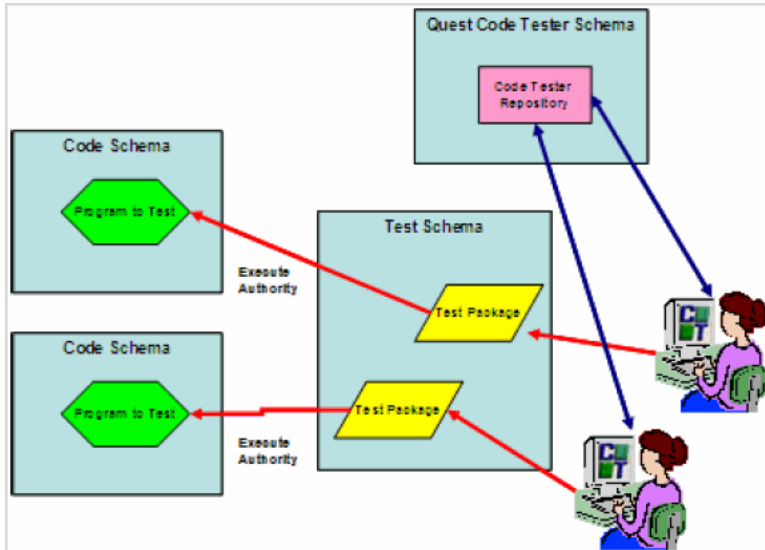 Quest Code Tester Schema
Code Tester
Repository
Code Schema
Program to Test
Test Schema
Execute
Authority
Test Package
C
T
Code Schema
Program to Test
Test Package
Execute
Authority
C
T